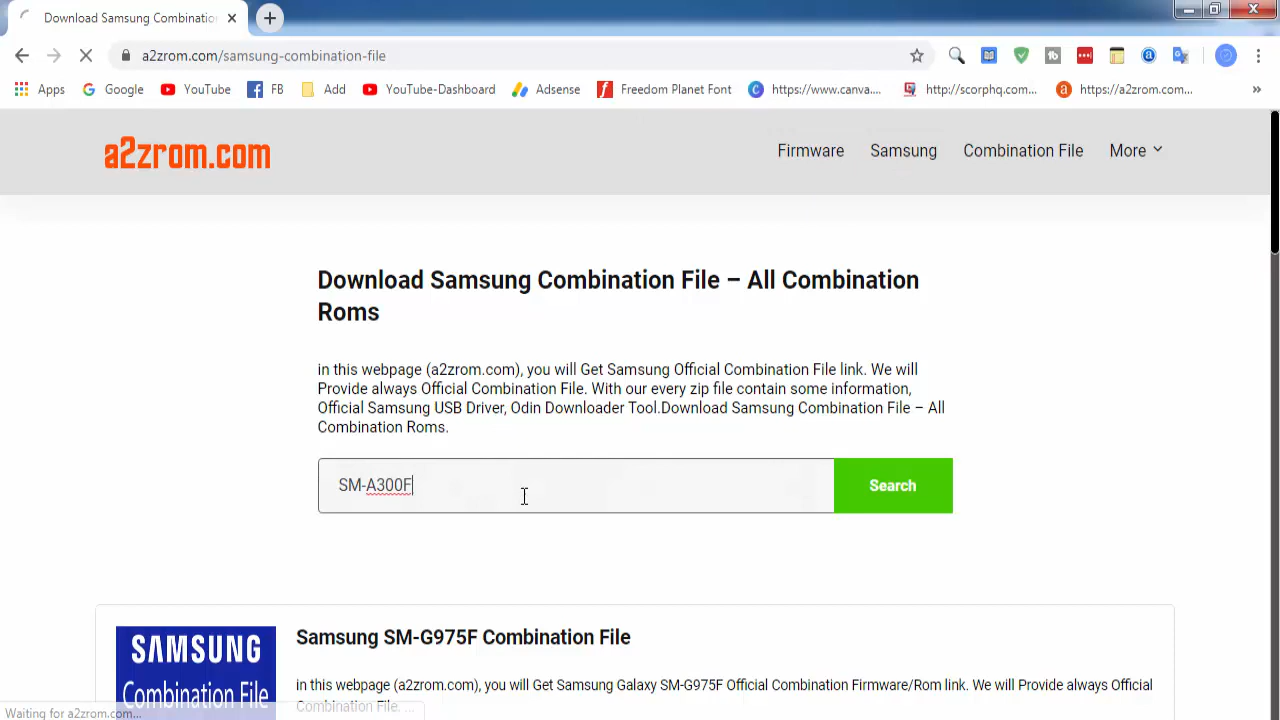 Download Samsung Combination
a2zrom.com/samsung-combination-file
Apps Google YouTube FB Add YouTube-Dashboard Adsense Freedom Planet Font https://www.canva.... http://scorphq.com... https://a2zrom.com... »
a2zrom.com
Firmware Samsung Combination File More
Download Samsung Combination File – All Combination
Roms
in this webpage (a2zrom.com), you will Get Samsung Official Combination File link. We will
Provide always Official Combination File. With our every zip file contain some information,
Official Samsung USB Driver, Odin Downloader Tool.Download Samsung Combination File – All
Combination Roms.
SM-A300F
Search
SAMSUNG
Combination File
Samsung SM-G975F Combination File
in this webpage (a2zrom.com), you will Get Samsung Galaxy SM-G975F Official Combination Firmware/Rom link. We will Provide always Official
Combination File. ...
Waiting for a2zrom.com...